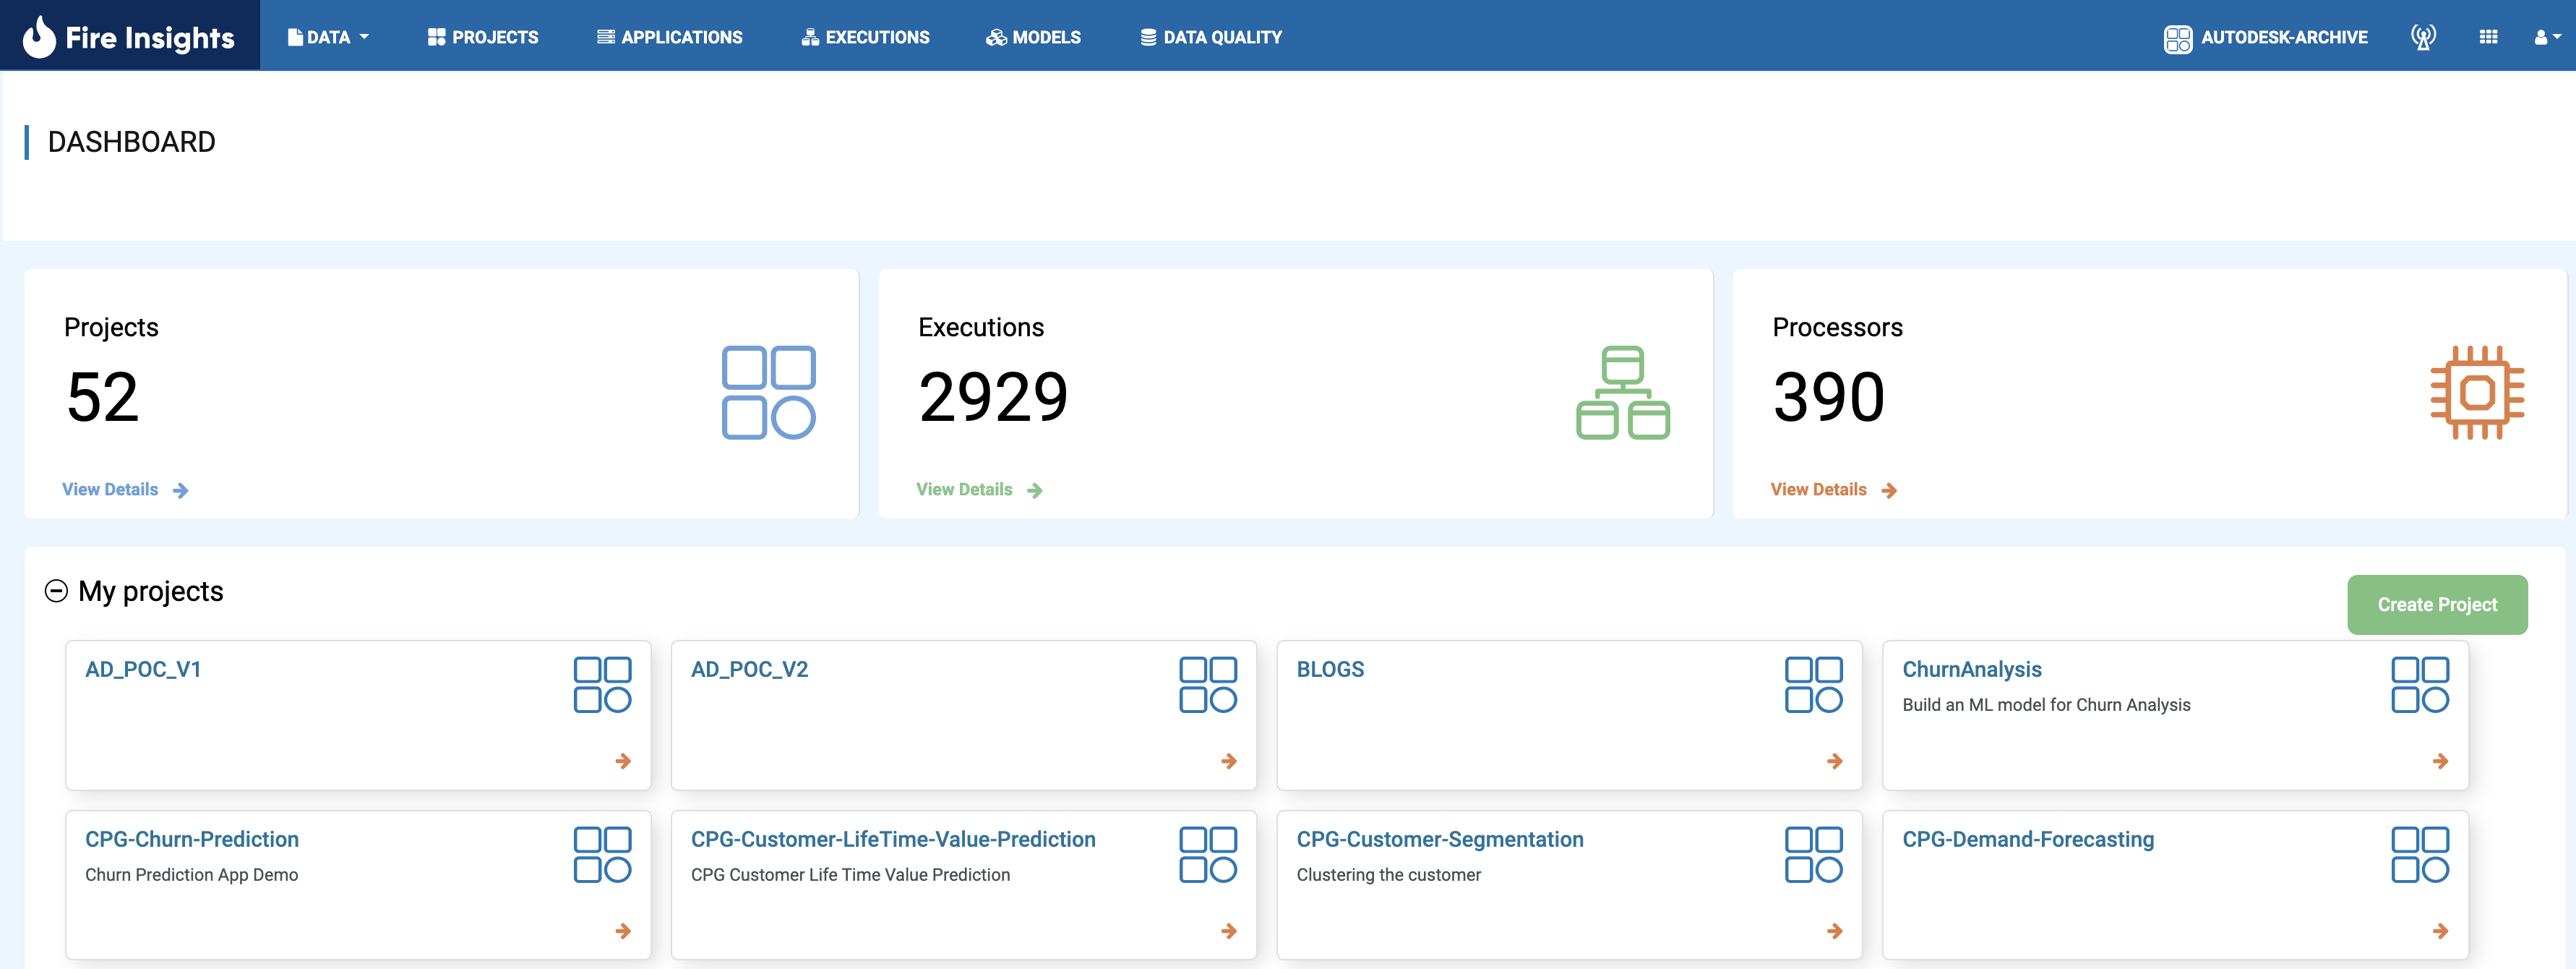 Fire Insights
DATA
PROJECTS
APPLICATIONS
EXECUTIONS
MODELS
DATA QUALITY
AUTODESK-ARCHIVE
DASHBOARD
Projects
52
View Details
Executions
2929
View Details
Processors
390
View Details
My projects
Create Project
AD_POC_V1
AD_POC_V2
BLOGS
ChurnAnalysis
Build an ML model for Churn Analysis
CPG-Churn-Prediction
Churn Prediction App Demo
CPG-Customer-LifeTime-Value-Prediction
CPG Customer Life Time Value Prediction
CPG-Customer-Segmentation
Clustering the customer
CPG-Demand-Forecasting